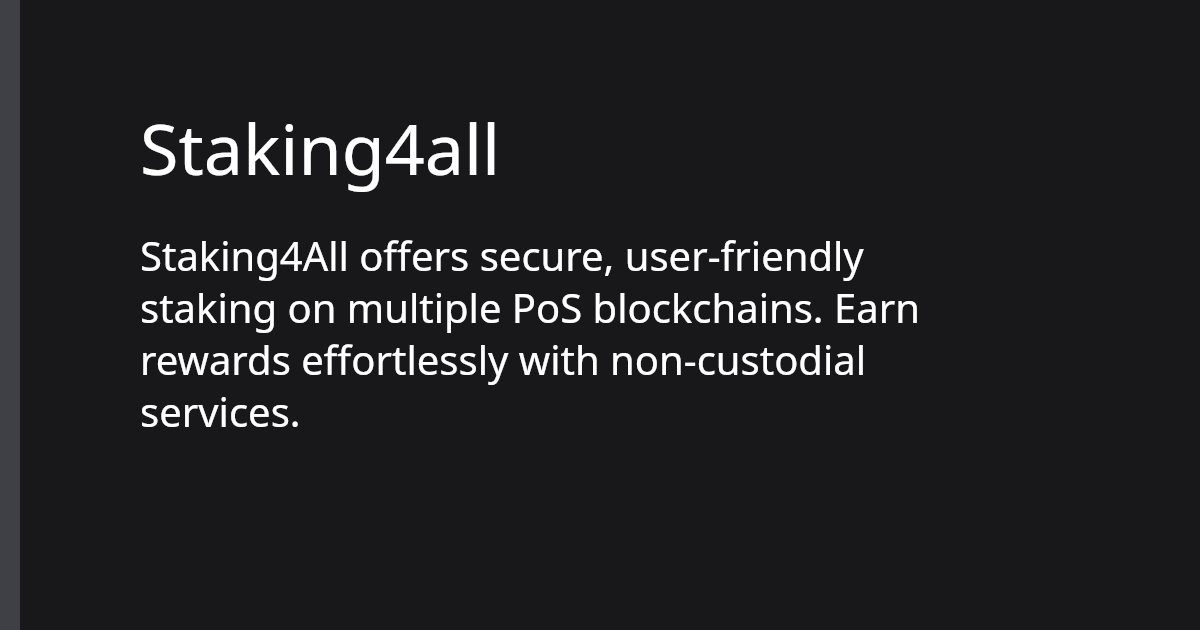 Staking4all
Staking4All offers secure, user-friendly
staking on multiple PoS blockchains. Earn
rewards effortlessly with non-custodial
services.